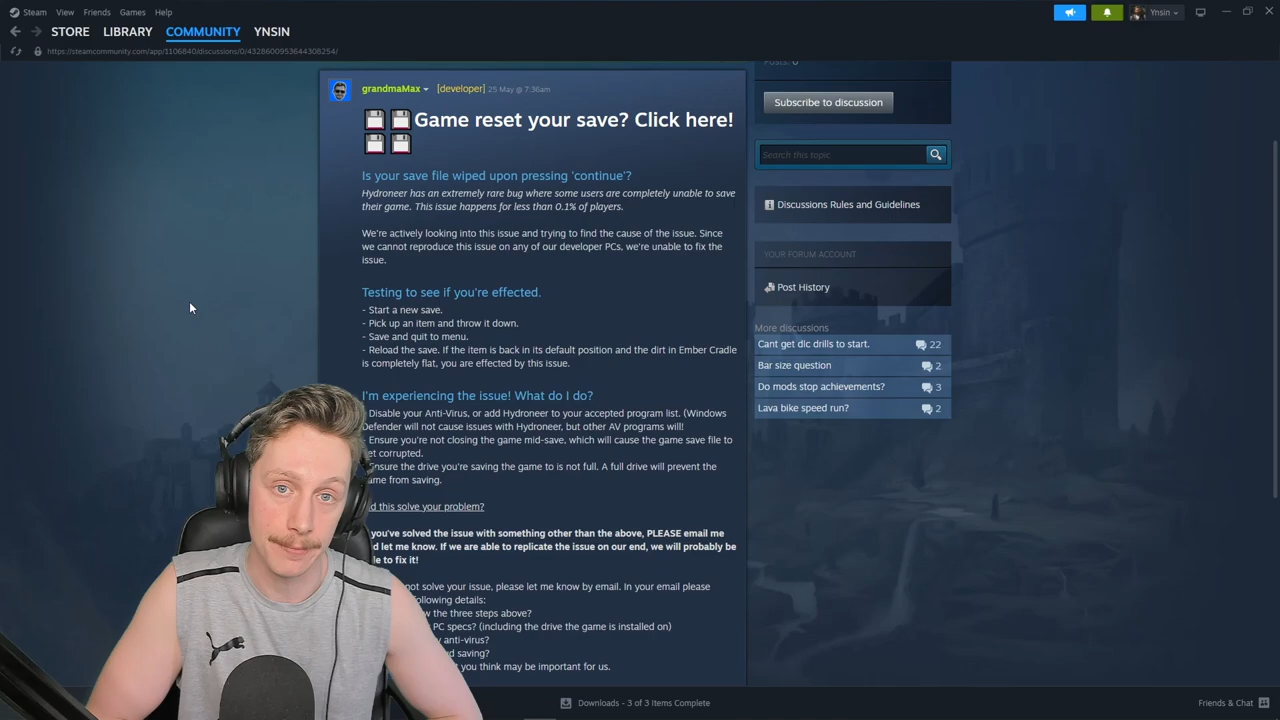 Steam View Friends Games Help
Ynsin
STORE LIBRARY COMMUNITY YNSIN
https://steamcommunity.com/app/1106840/discussions/0/4328600953644308254/
grandmaMax [developer] 25 May @ 7:36am
Game reset your save? Click here!
Is your save file wiped upon pressing 'continue'?
Hydroneer has an extremely rare bug where some users are completely unable to save
their game. This issue happens for less than 0.1% of players.
We're actively looking into this issue and trying to find the cause of the issue. Since
we cannot reproduce this issue on any of our developer PCs, we're unable to fix the
issue.
Testing to see if you're effected.
- Start a new save.
- Pick up an item and throw it down.
- Save and quit to menu.
- Reload the save. If the item is back in its default position and the dirt in Ember Cradle
is completely flat, you are effected by this issue.
I'm experiencing the issue! What do I do?
- Disable your Anti-Virus, or add Hydroneer to your accepted program list. (Windows
Defender will not cause issues with Hydroneer, but other AV programs will!
- Ensure you're not closing the game mid-save, which will cause the game save file to
et corrupted.
Ensure the drive you're saving the game to is not full. A full drive will prevent the
ame from saving.
d this solve your problem?
you've solved the issue with something other than the above, PLEASE email me
d let me know. If we are able to replicate the issue on our end, we will probably be
le to fix it!
not solve your issue, please let me know by email. In your email please
ollowing details:
w the three steps above?
PC specs? (including the drive the game is installed on)
y anti-virus?
d saving?
t you think may be important for us.
Posts: 0
Subscribe to discussion
Search this topic
Discussions Rules and Guidelines
YOUR FORUM ACCOUNT
Post History
More discussions
Cant get dlc drills to start. 22
Bar size question 2
Do mods stop achievements? 3
Lava bike speed run? 2
Downloads - 3 of 3 Items Complete
Friends & Chat